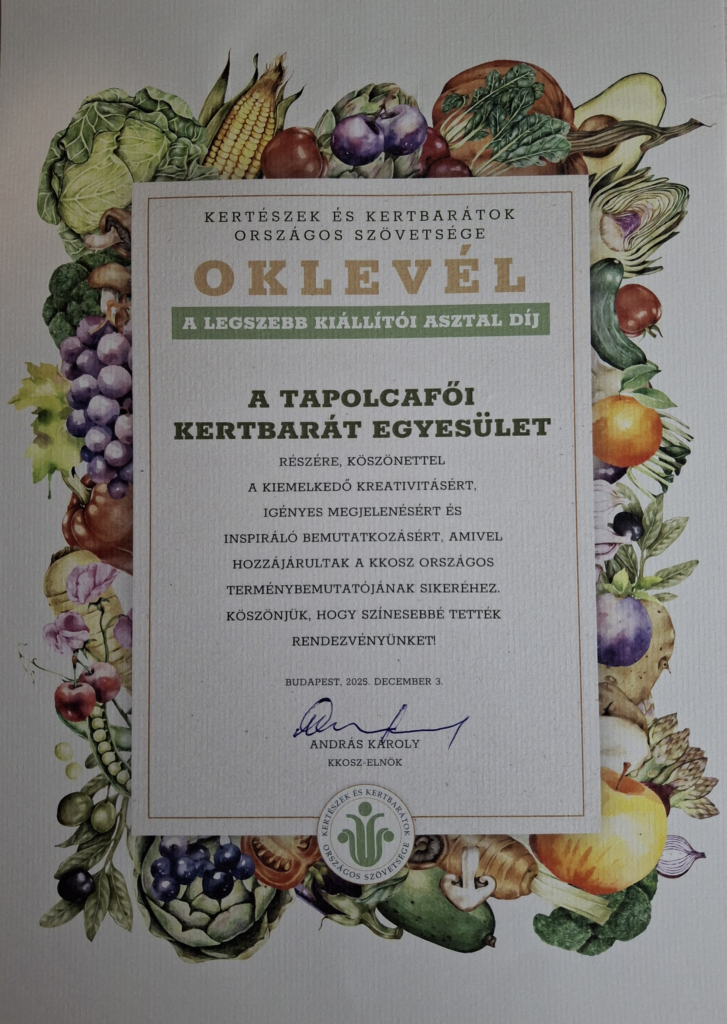 KERTÉSZEK ÉS KERTBARÁTOK
ORSZÁGOS SZÖVETSÉGE
OKLEVÉL
A LEGSZEBB KIÁLLÍTÓI ASZTAL DÍJ
A TAPOLCAFŐI
KERTBARÁT EGYESÜLET
RÉSZÉRE, KÖSZÖNETTEL
A KIEMELKEDŐ KREATIVITÁSÉRT,
IGÉNYES MEGJELENÉSÉRT ÉS
INSPIRÁLÓ BEMUTATKOZÁSÉRT, AMIVEL
HOZZÁJÁRULTAK A KKOSZ ORSZÁGOS
TERMÉNYBEMUTATÓJÁNAK SIKERÉHEZ.
KÖSZÖNJÜK, HOGY SZÍNESEBBÉ TETTÉK
RENDEZVÉNYÜNKET!
BUDAPEST, 2025. DECEMBER 3.
ANDRÁS KÁROLY
KKOSZ-ELNÖK
KERTÉSZEK ÉS KERTBARÁTOK
ORSZÁGOS SZÖVETSÉGE